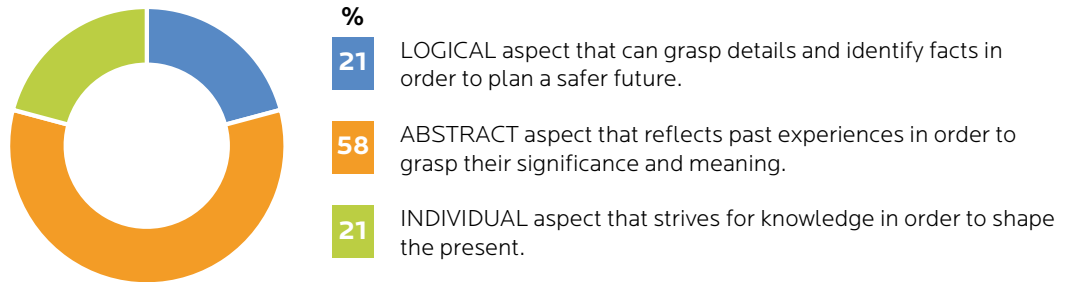 %
21 LOGICAL aspect that can grasp details and identify facts in
order to plan a safer future.
58 ABSTRACT aspect that reflects past experiences in order to
grasp their significance and meaning.
21 INDIVIDUAL aspect that strives for knowledge in order to shape
the present.